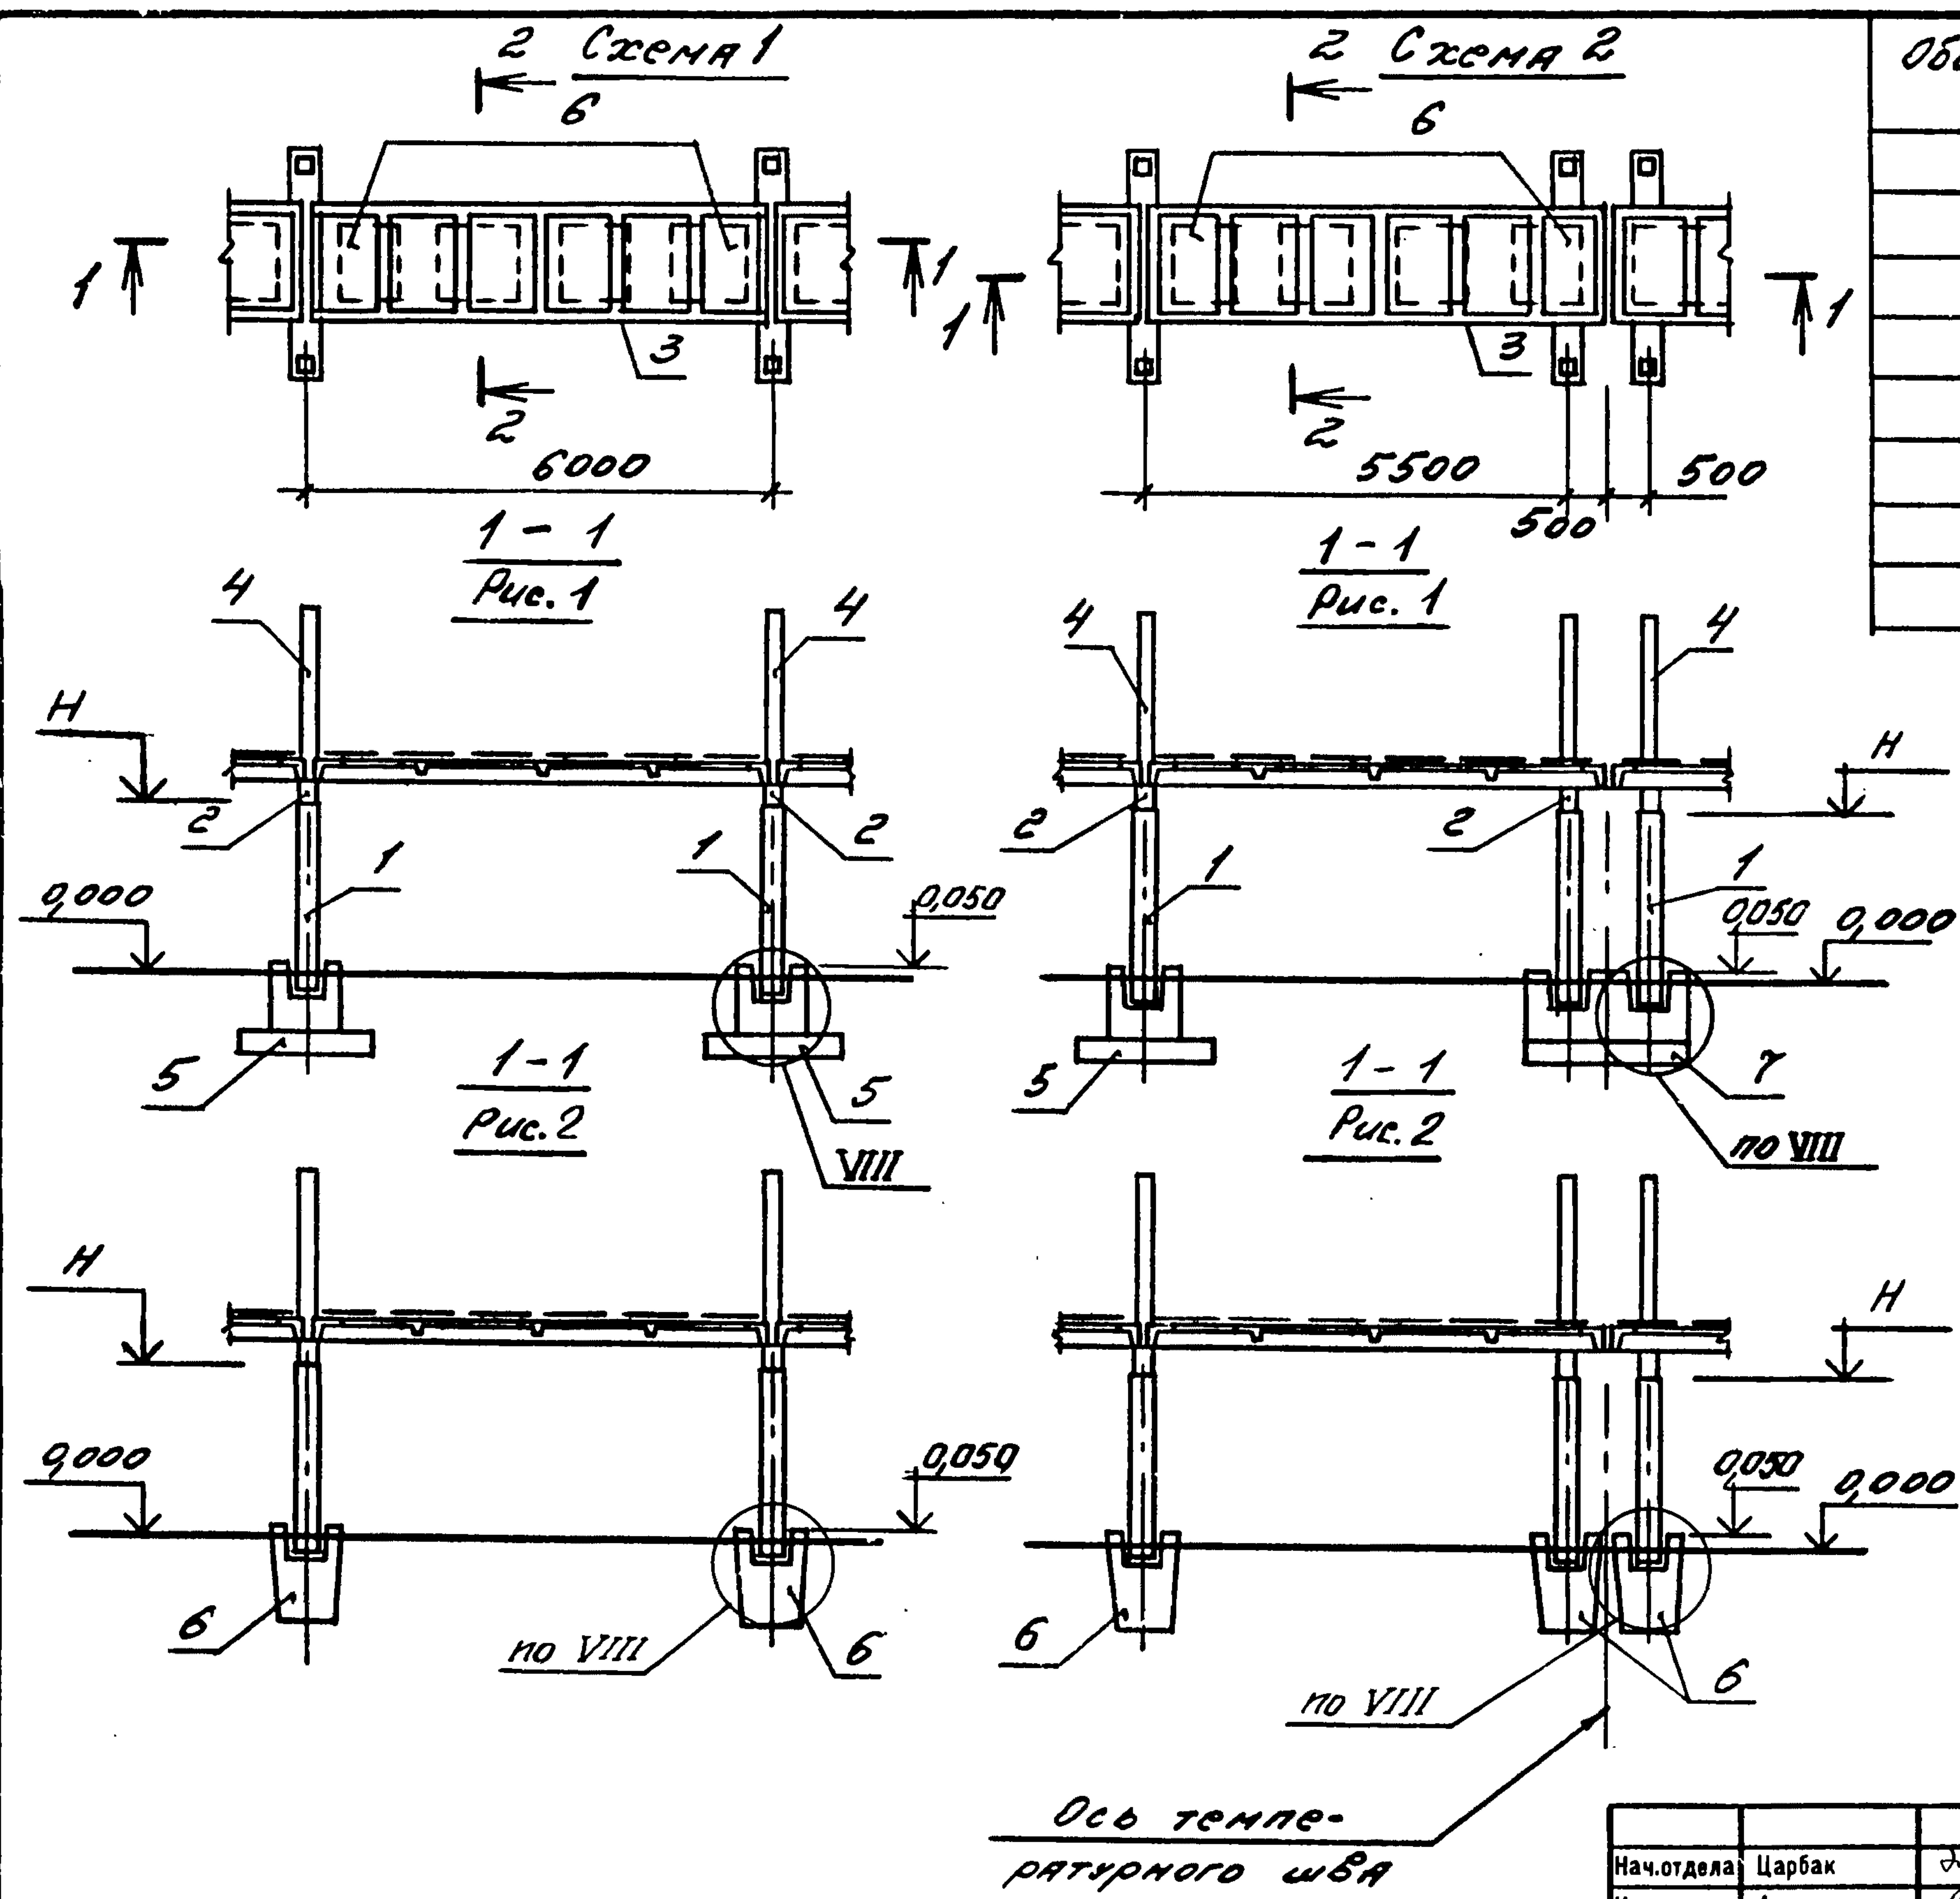 2 Схема 1
6
1 1
3
2
6000
2 Схема 2
6
1 1
3
2
5500 500
500
Обо
1 - 1
Рис. 1
4 4
Н
2 2
1 1
0,000 0,050
5 5
VIII
1 - 1
Рис. 1
4 4
Н
2 2
1 1
0,050 0,000
5 7
по VIII
1 - 1
Рис. 2
Н
0,000 0,050
6 по VIII 6
1 - 1
Рис. 2
Н
0,050 0,000
6 по VIII 6
Ось темпе-
ратурного шва
Нач.отдела Царбак